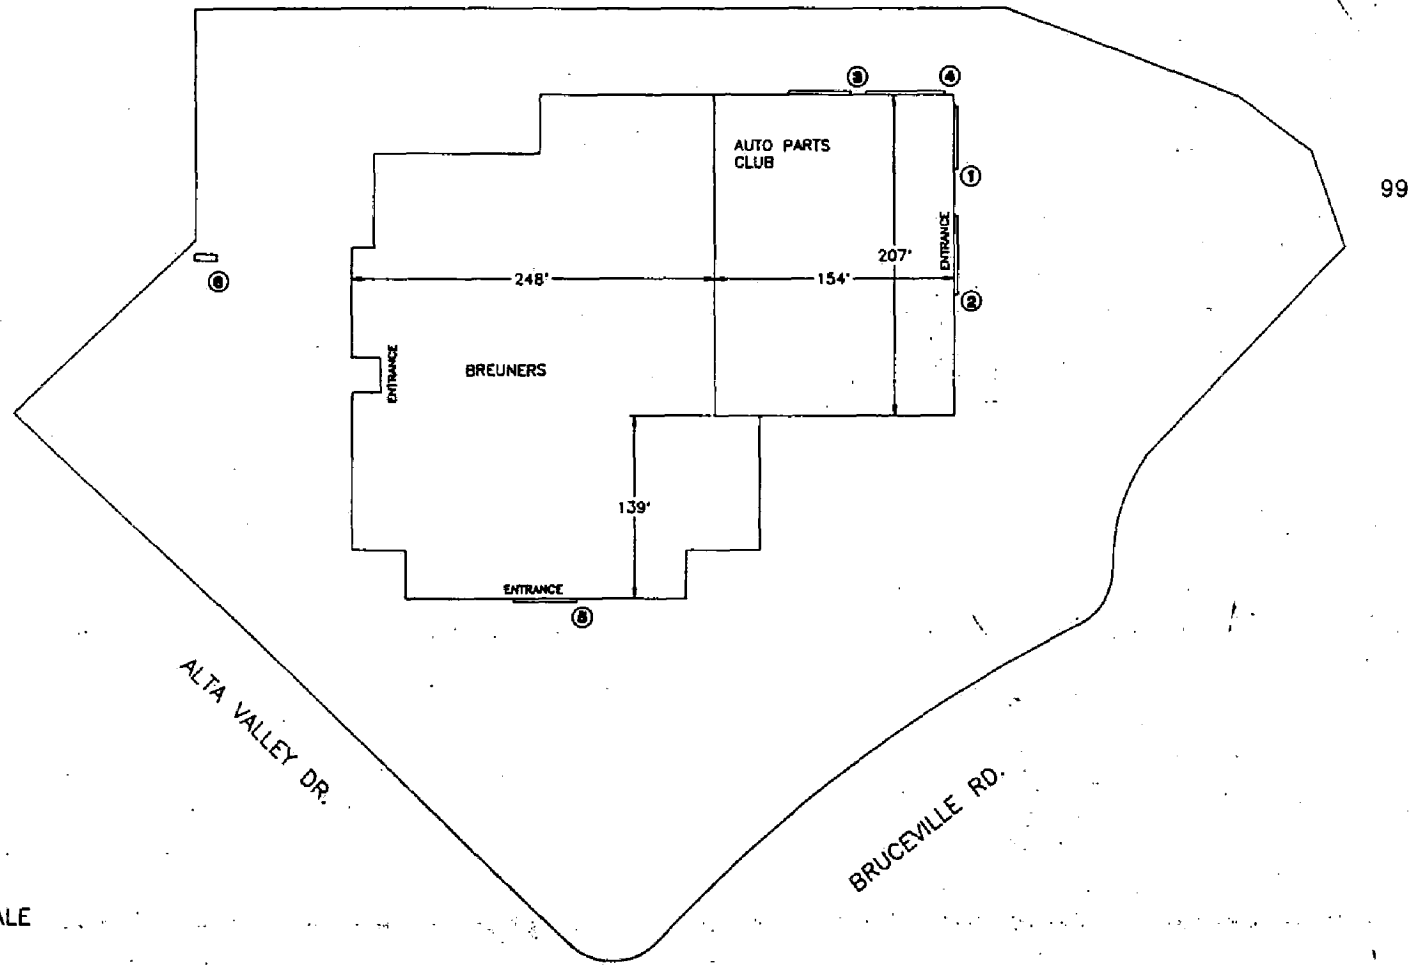 ③
④
AUTO PARTS
CLUB
①
99
ENTRANCE
207'
⑥
248'
154'
②
ENTRANCE
BREUNERS
139'
ENTRANCE
⑤
ALTA VALLEY DR.
BRUCEVILLE RD.
ALE